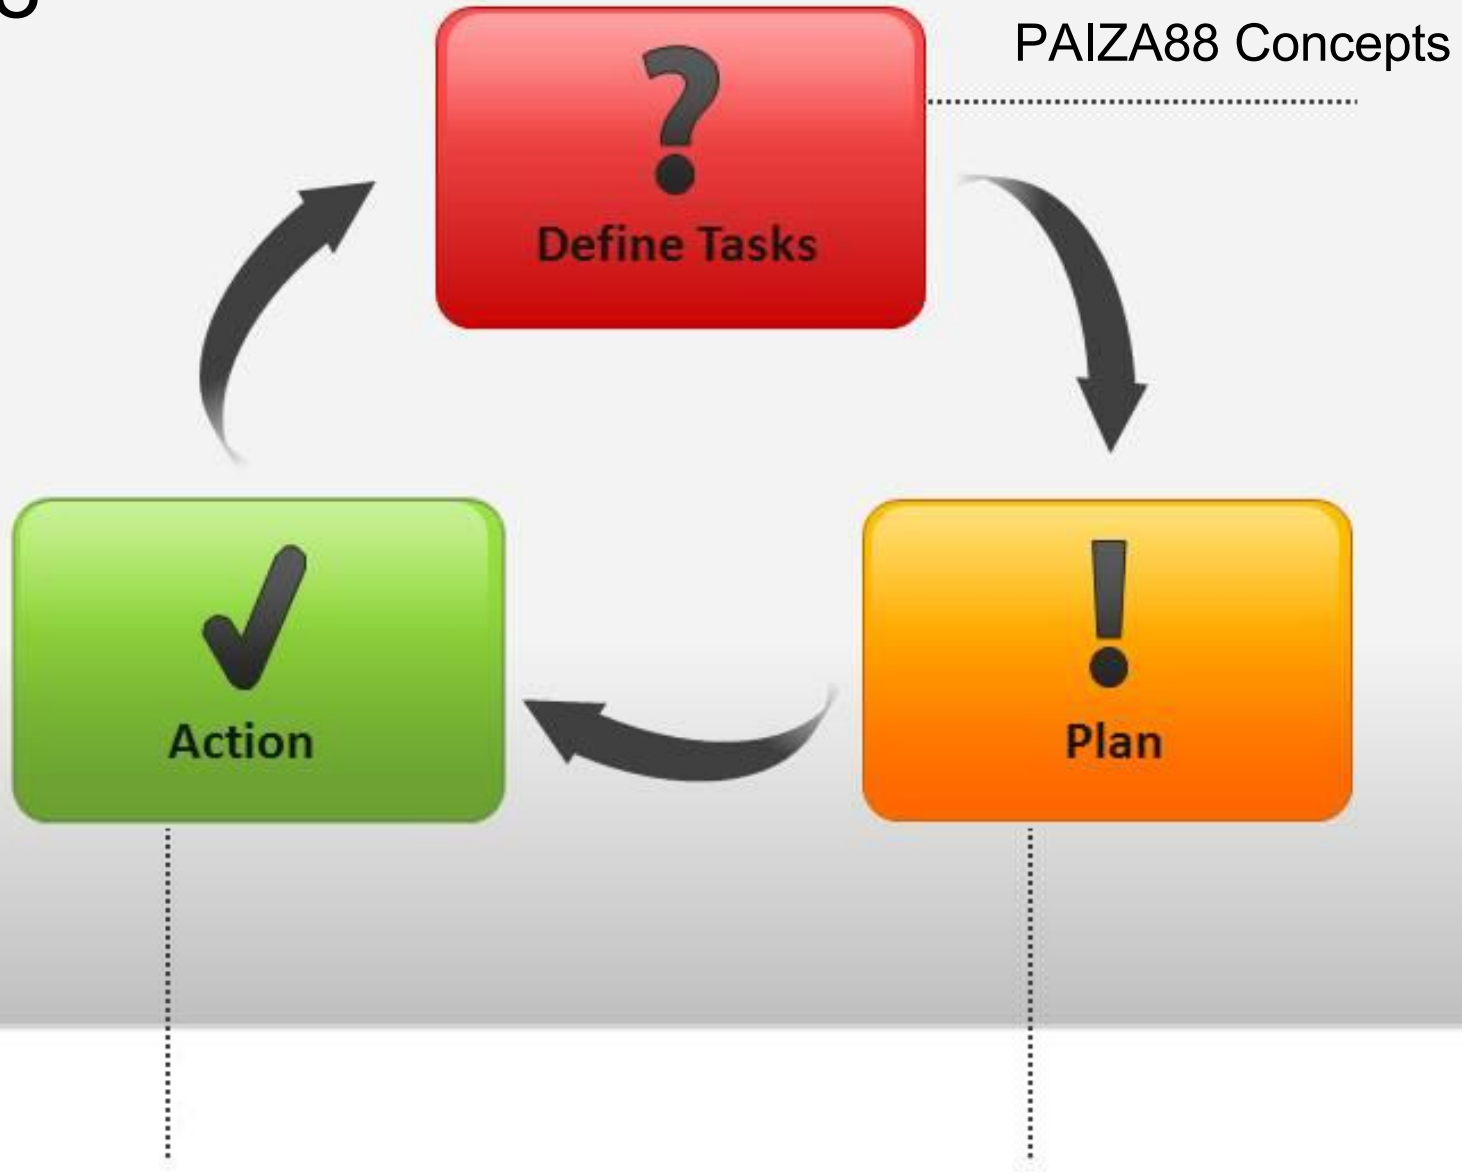 PAIZA88 Concepts
?
Define Tasks
✓
Action
!
Plan